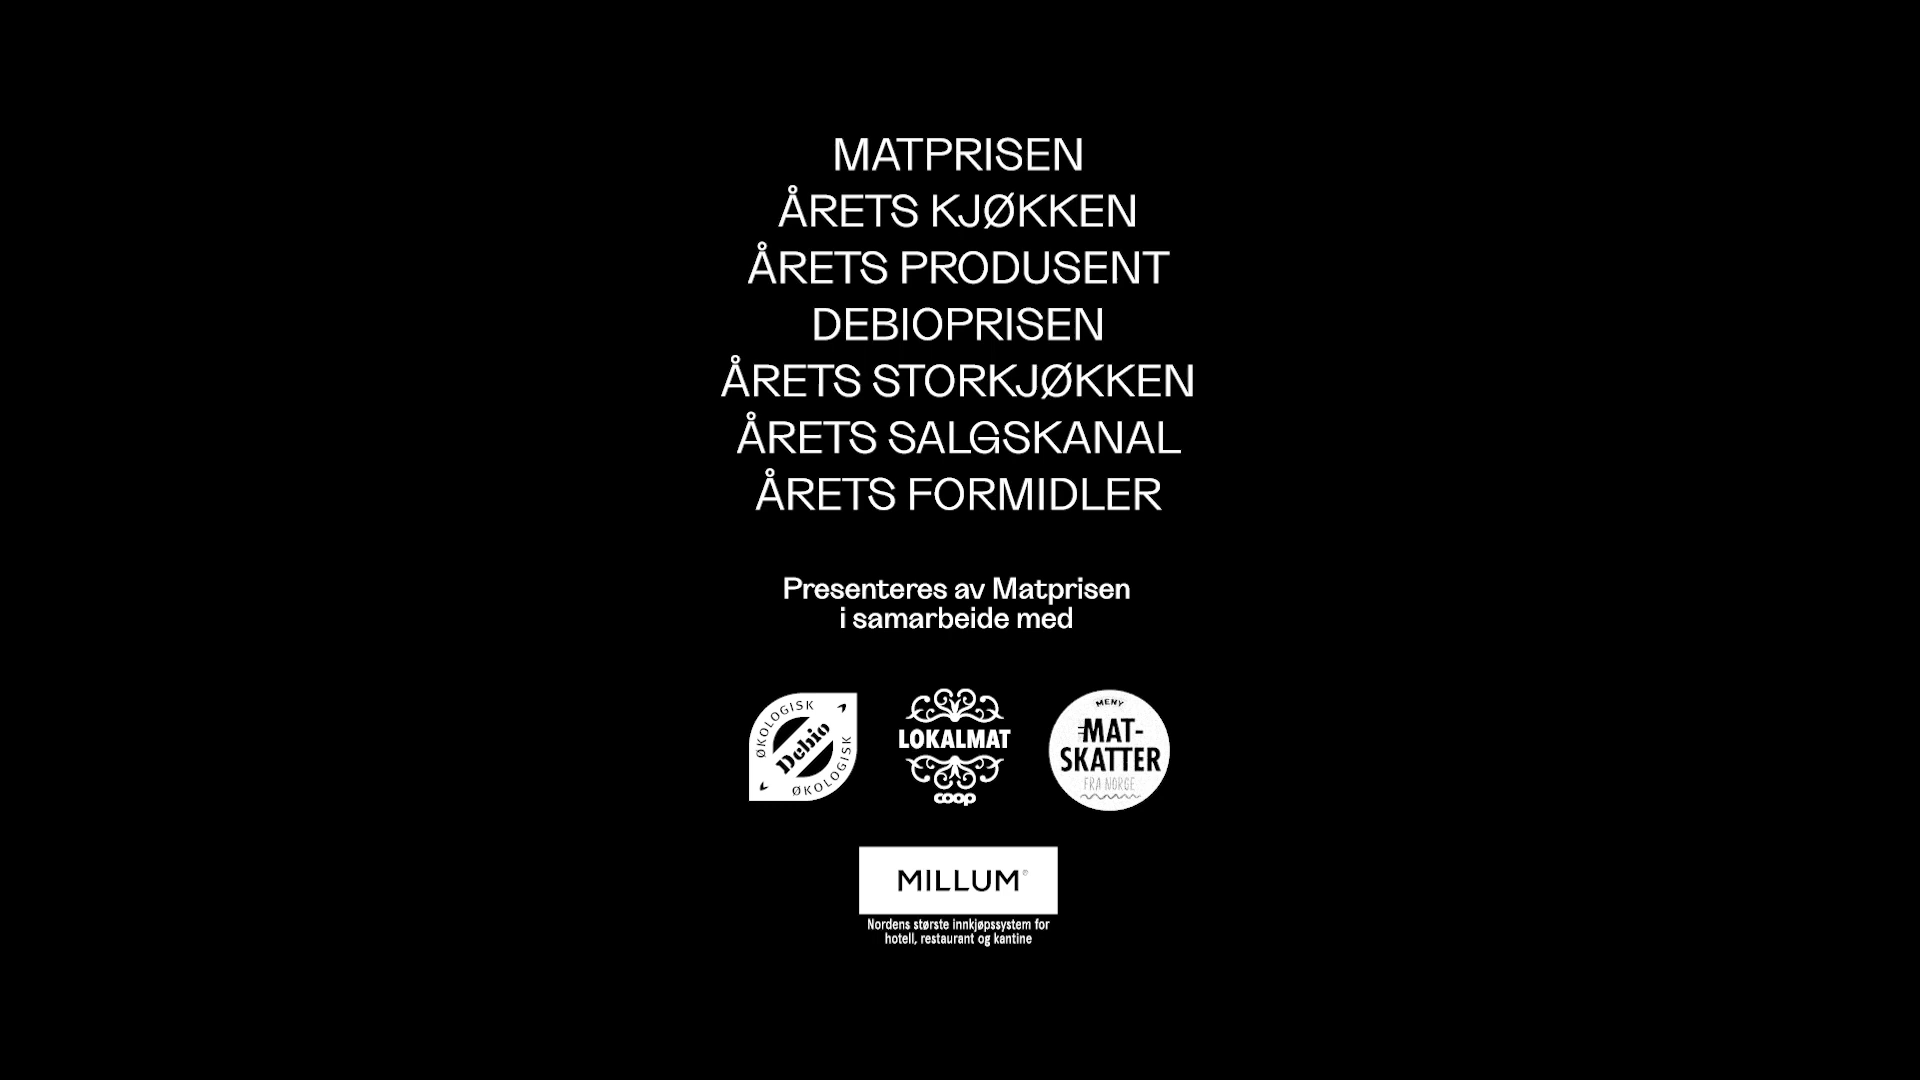 MATPRISEN
ÅRETS KJØKKEN
ÅRETS PRODUSENT
DEBIOPRISEN
ÅRETS STORKJØKKEN
ÅRETS SALGSKANAL
ÅRETS FORMIDLER
Presenteres av Matprisen
i samarbeide med
ØKOLOGISK
Debio
ØKOLOGISK
LOKALMAT
coop
MENY
MAT-
SKATTER
FRA NORGE
MILLUM®
Nordens største innkjøpssystem for
hotell, restaurant og kantine